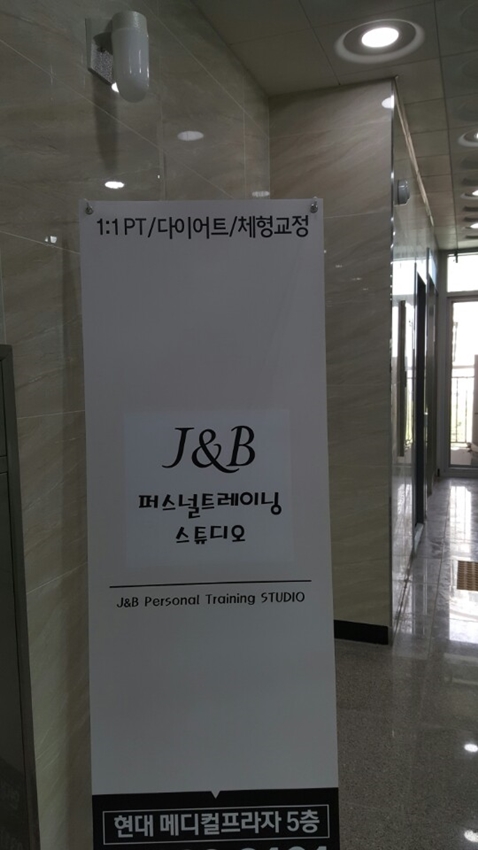 1:1 PT/다이어트/체형교정
J&B
퍼스널트레이닝
스튜디오
J&B Personal Training STUDIO
현대 메디컬프라자 5층